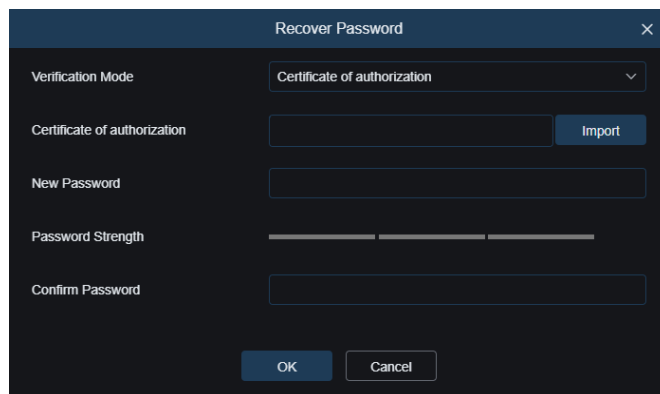 Recover Password
Verification Mode
Certificate of authorization
Certificate of authorization
Import
New Password
Password Strength
Confirm Password
OK
Cancel